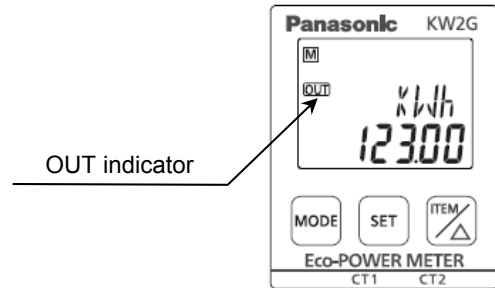 Panasonic KW2G
M
OUT
KWh
123.00
OUT indicator
MODE SET ITEM/△
Eco-POWER METER
CT1 CT2